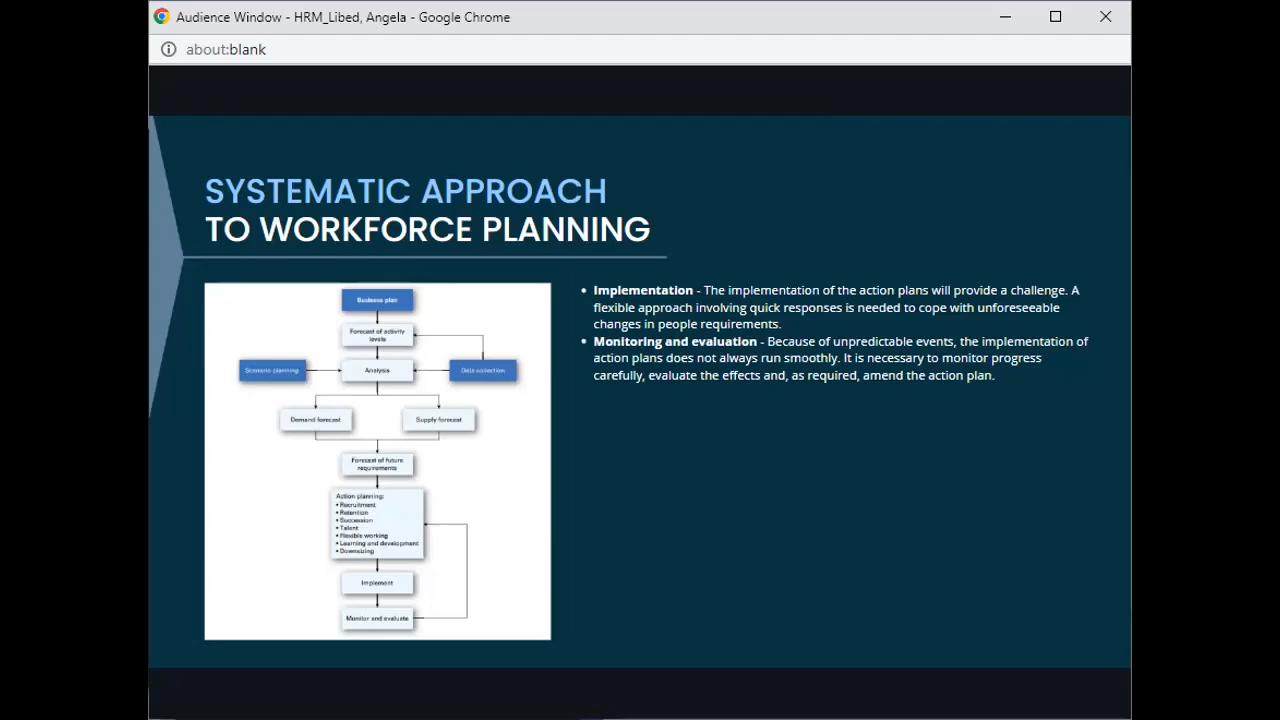 Audience Window - HRM_Libed, Angela - Google Chrome
about:blank
SYSTEMATIC APPROACH
TO WORKFORCE PLANNING
Business plan
Forecast of activity
levels
Scenario planning
Analysis
Data collection
Demand forecast
Supply forecast
Forecast of future
requirements
Action planning:
• Recruitment
• Retention
• Succession
• Talent
• Flexible working
• Learning and development
• Downsizing
Implement
Monitor and evaluate
• Implementation - The implementation of the action plans will provide a challenge. A
flexible approach involving quick responses is needed to cope with unforeseeable
changes in people requirements.
• Monitoring and evaluation - Because of unpredictable events, the implementation of
action plans does not always run smoothly. It is necessary to monitor progress
carefully, evaluate the effects and, as required, amend the action plan.